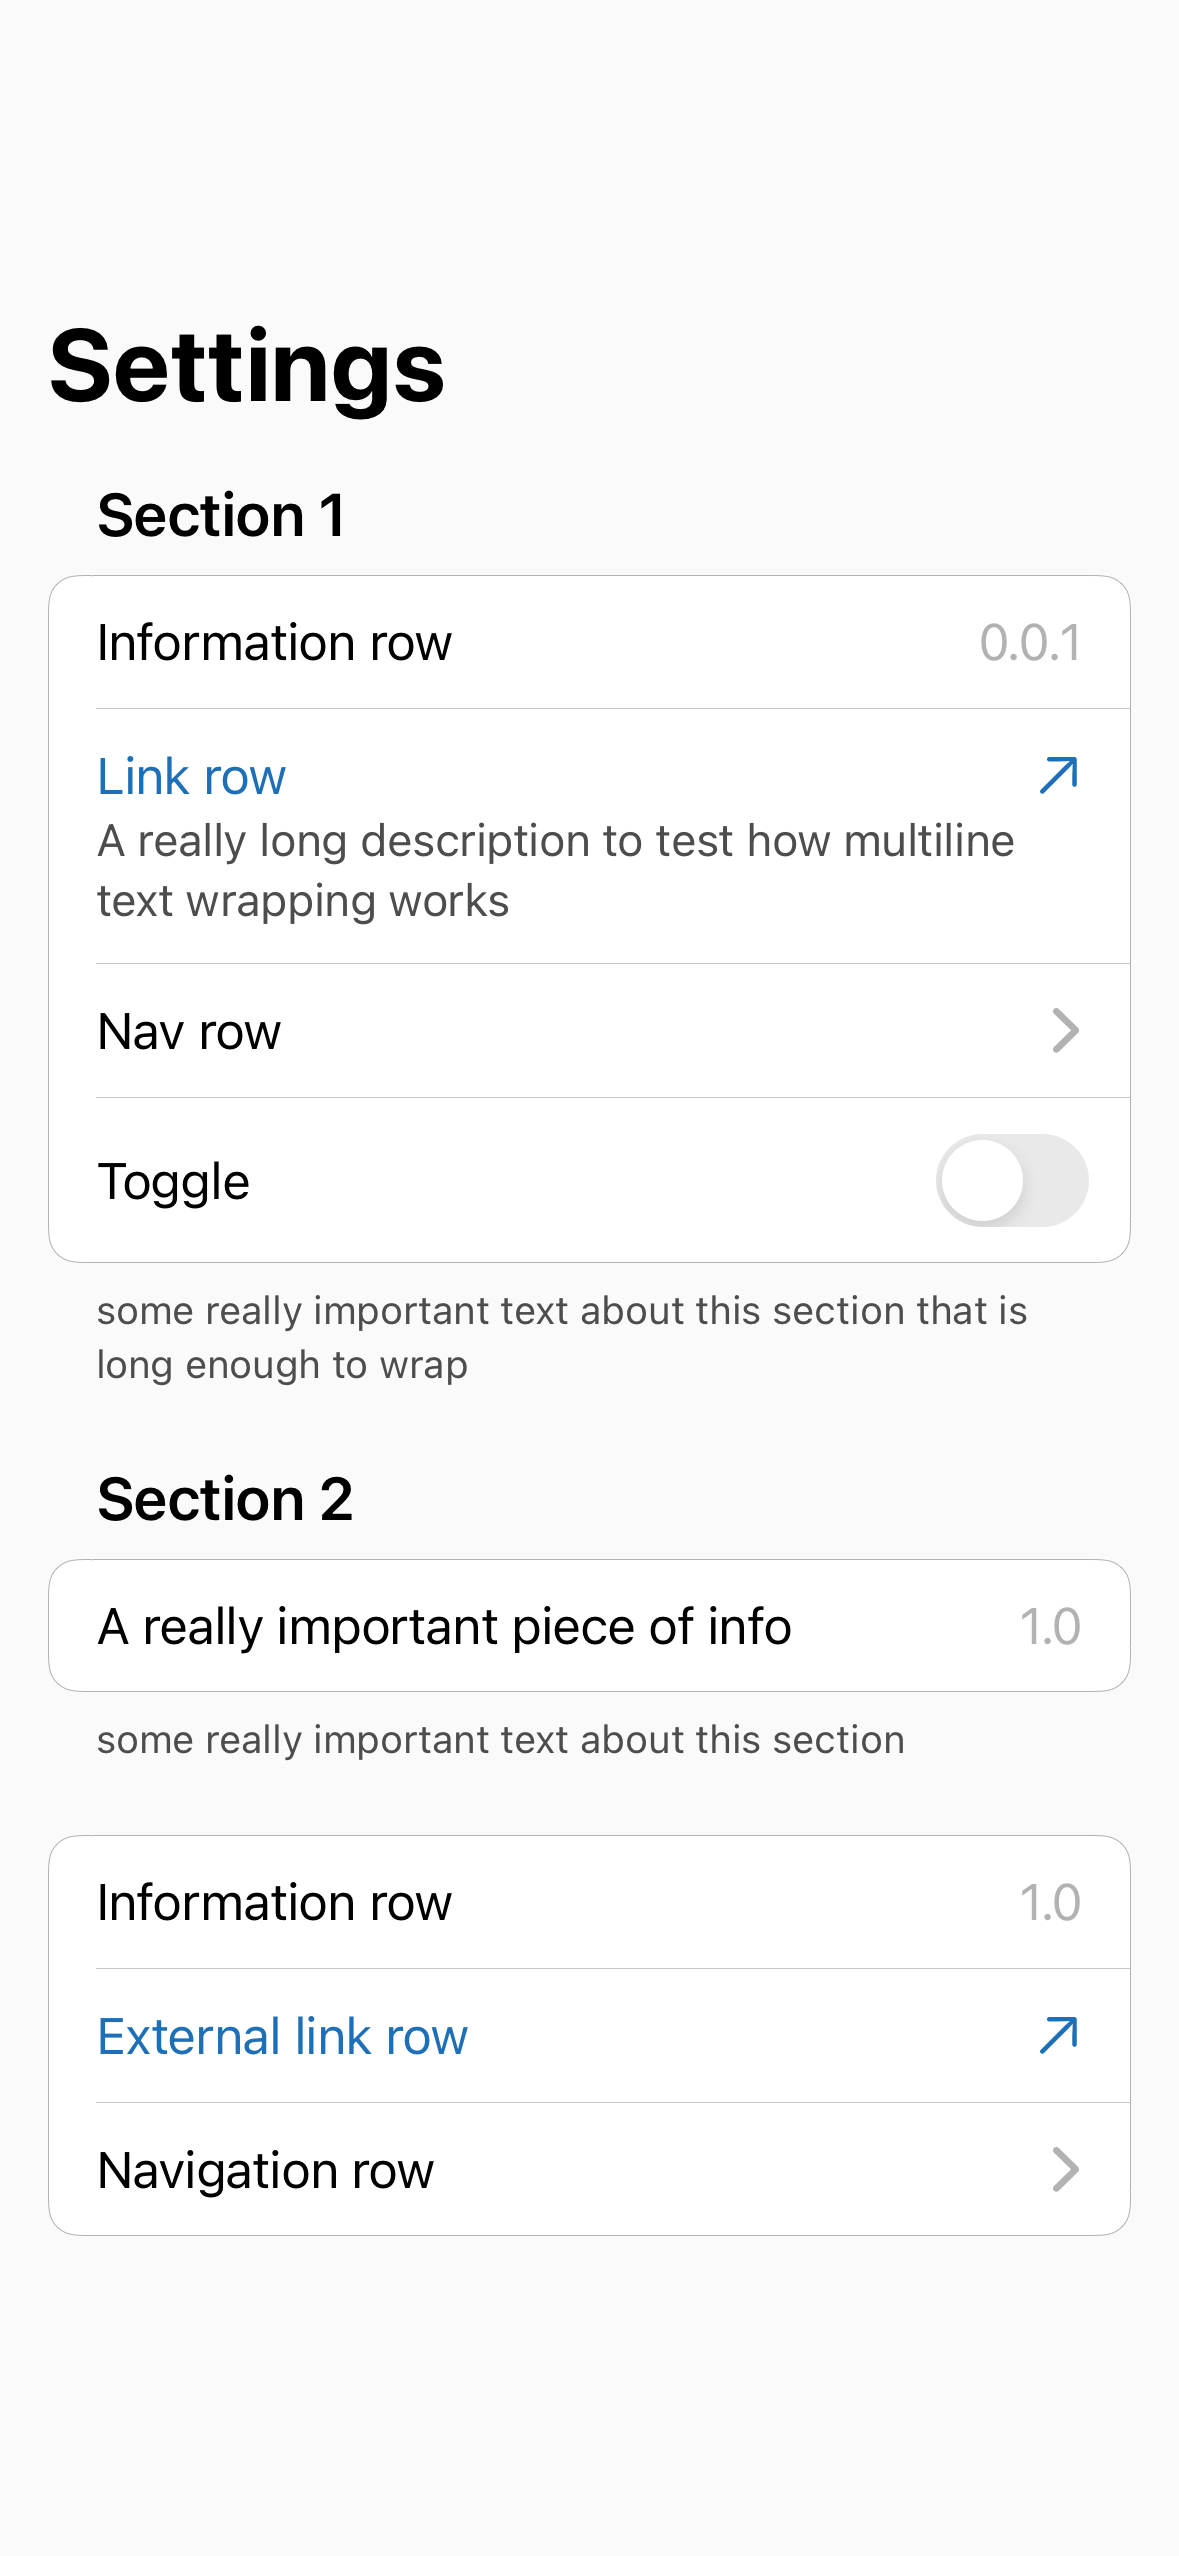 Settings
Section 1
Information row 0.0.1
Link row
A really long description to test how multiline
text wrapping works
Nav row
Toggle
some really important text about this section that is
long enough to wrap
Section 2
A really important piece of info 1.0
some really important text about this section
Information row 1.0
External link row
Navigation row